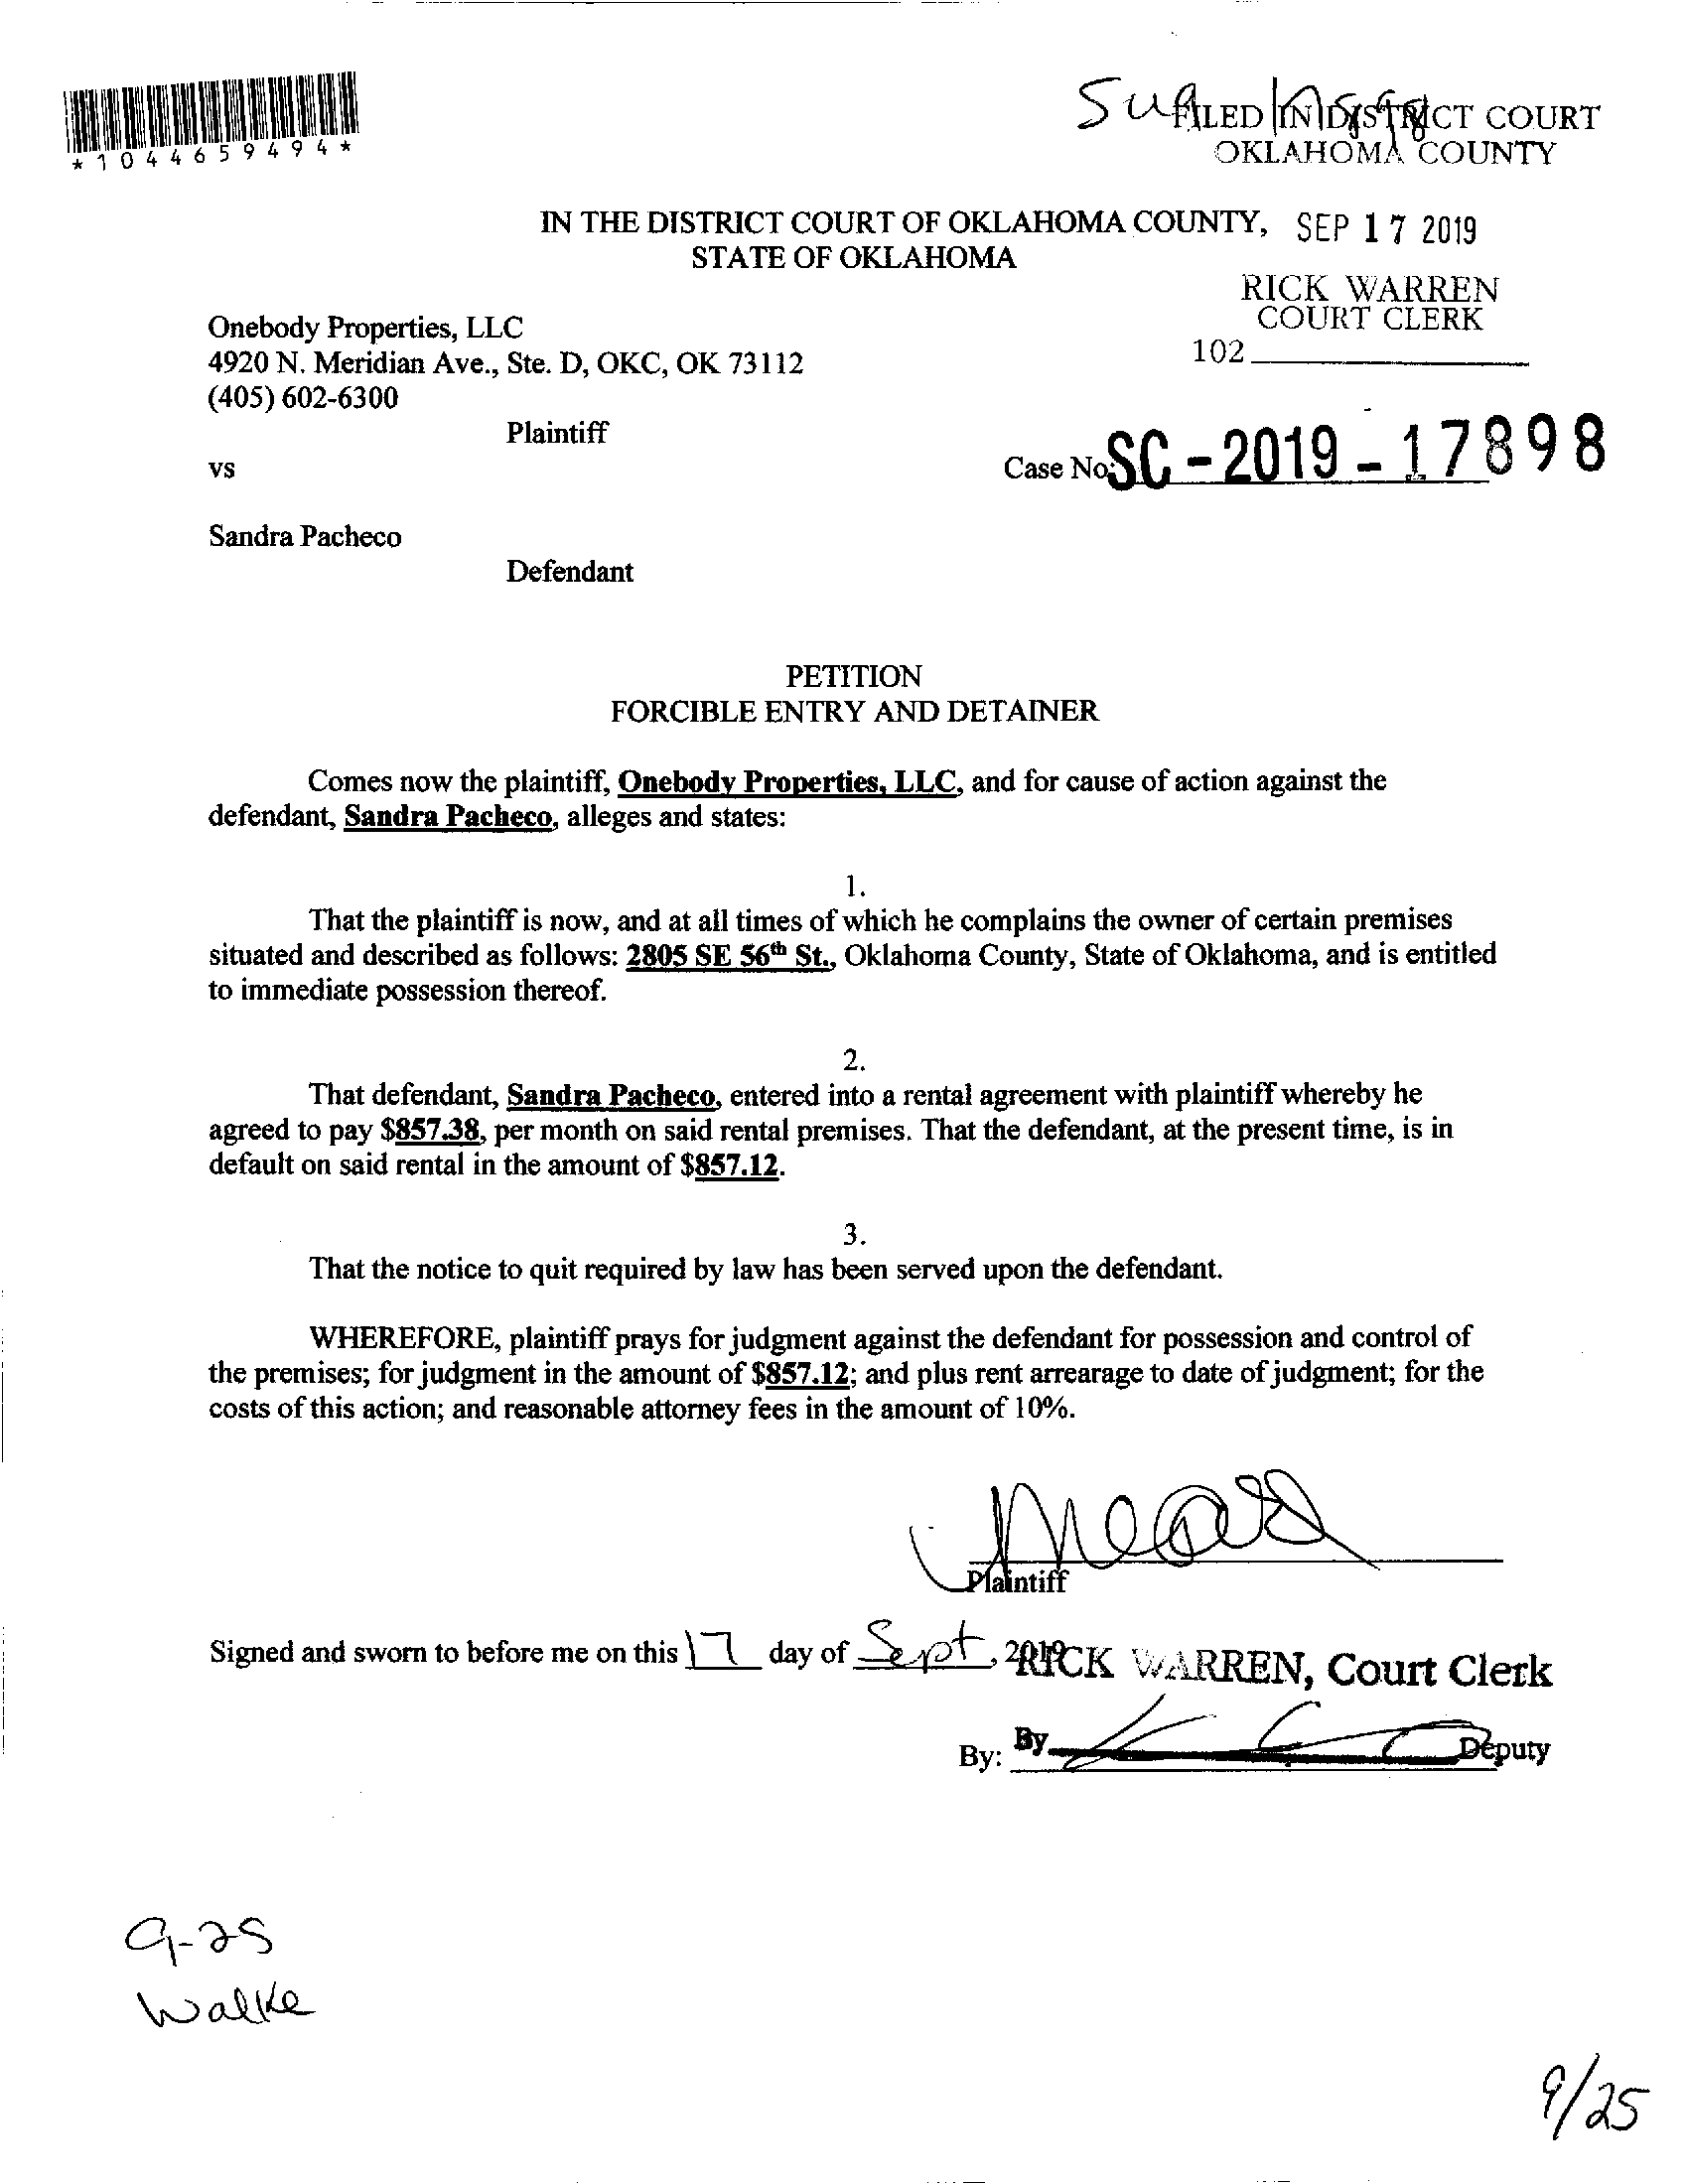 *1044659494*
FILED IN DISTRICT COURT
OKLAHOMA COUNTY
IN THE DISTRICT COURT OF OKLAHOMA COUNTY, SEP 17 2019
STATE OF OKLAHOMA
RICK WARREN
COURT CLERK
102
Onebody Properties, LLC
4920 N. Meridian Ave., Ste. D, OKC, OK 73112
(405) 602-6300
Plaintiff
vs
Case No: SC-2019-17898
Sandra Pacheco
Defendant
PETITION
FORCIBLE ENTRY AND DETAINER
Comes now the plaintiff, Onebody Properties, LLC, and for cause of action against the
defendant, Sandra Pacheco, alleges and states:
1.
That the plaintiff is now, and at all times of which he complains the owner of certain premises
situated and described as follows: 2805 SE 56th St., Oklahoma County, State of Oklahoma, and is entitled
to immediate possession thereof.
2.
That defendant, Sandra Pacheco, entered into a rental agreement with plaintiff whereby he
agreed to pay $857.38, per month on said rental premises. That the defendant, at the present time, is in
default on said rental in the amount of $857.12.
3.
That the notice to quit required by law has been served upon the defendant.
WHEREFORE, plaintiff prays for judgment against the defendant for possession and control of
the premises; for judgment in the amount of $857.12; and plus rent arrearage to date of judgment; for the
costs of this action; and reasonable attorney fees in the amount of 10%.
Plaintiff
Signed and sworn to before me on this 17 day of Sept, 2019
RICK WARREN, Court Clerk
By: By Deputy
9-25
Walke
9/25